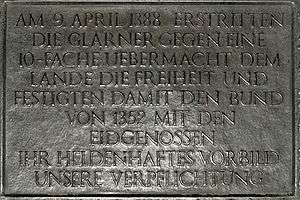 AM 9. APRIL 1388 ERSTRITTEN
DIE GLARNER GEGEN EINE
10-FACHE UEBERMACHT DEM
LANDE DIE FREIHEIT UND
FESTIGTEN DAMIT DEN BUND
VON 1352 MIT DEN
EIDGENOSSEN
IHR HELDENHAFTES VORBILD
UNSERE VERPFLICHTUNG